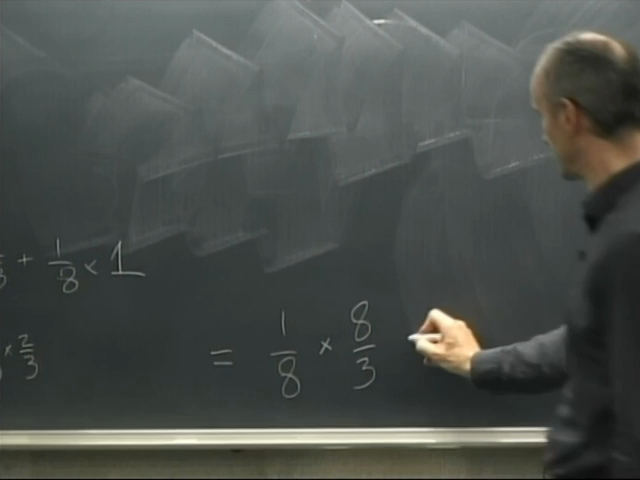 + 1/8 × 1
× 2/3
= 1/8 × 8/3